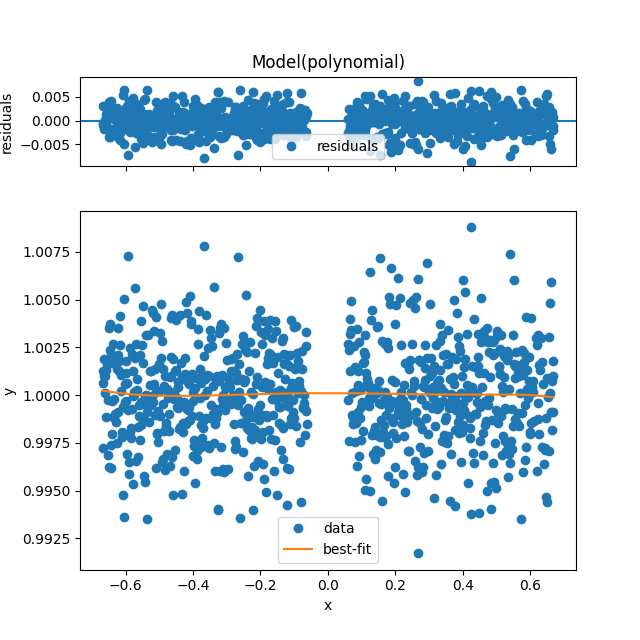 Model(polynomial)
residuals
0.005
0.000
−0.005
residuals
y
1.0075
1.0050
1.0025
1.0000
0.9975
0.9950
0.9925
data
best-fit
−0.6 −0.4 −0.2 0.0 0.2 0.4 0.6
x